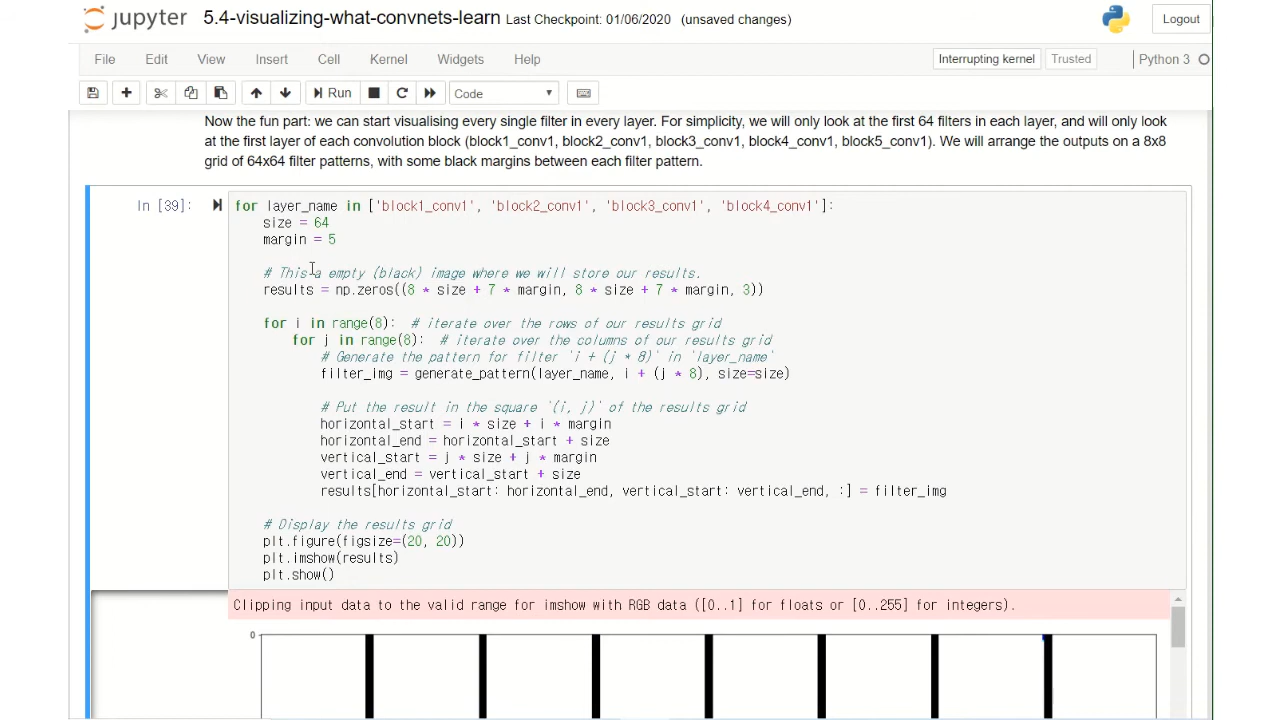 jupyter 5.4-visualizing-what-convnets-learn Last Checkpoint: 01/06/2020 (unsaved changes) Logout
File Edit View Insert Cell Kernel Widgets Help Interrupting kernel Trusted Python 3
Run Code
Now the fun part: we can start visualising every single filter in every layer. For simplicity, we will only look at the first 64 filters in each layer, and will only look
at the first layer of each convolution block (block1_conv1, block2_conv1, block3_conv1, block4_conv1, block5_conv1). We will arrange the outputs on a 8x8
grid of 64x64 filter patterns, with some black margins between each filter pattern.
In [39]: for layer_name in ['block1_conv1', 'block2_conv1', 'block3_conv1', 'block4_conv1']:
size = 64
margin = 5
# This a empty (black) image where we will store our results.
results = np.zeros((8 * size + 7 * margin, 8 * size + 7 * margin, 3))
for i in range(8): # iterate over the rows of our results grid
for j in range(8): # iterate over the columns of our results grid
# Generate the pattern for filter `i + (j * 8)` in `layer_name`
filter_img = generate_pattern(layer_name, i + (j * 8), size=size)
# Put the result in the square `(i, j)` of the results grid
horizontal_start = i * size + i * margin
horizontal_end = horizontal_start + size
vertical_start = j * size + j * margin
vertical_end = vertical_start + size
results[horizontal_start: horizontal_end, vertical_start: vertical_end, :] = filter_img
# Display the results grid
plt.figure(figsize=(20, 20))
plt.imshow(results)
plt.show()
Clipping input data to the valid range for imshow with RGB data ([0..1] for floats or [0..255] for integers).
0